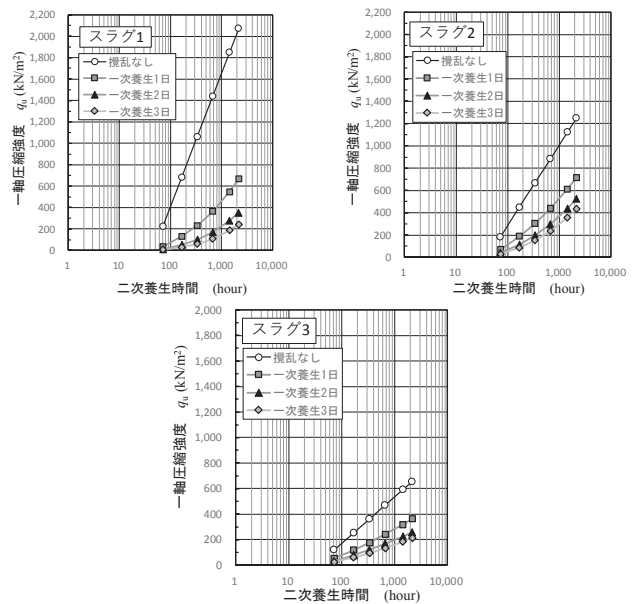 スラグ1
一軸圧縮強度 qu (kN/m2)
2,200
2,000
1,800
1,600
1,400
1,200
1,000
800
600
400
200
0
攪乱なし
一次養生1日
一次養生2日
一次養生3日
1 10 100 1,000 10,000
二次養生時間 (hour)
スラグ2
一軸圧縮強度 qu (kN/m2)
2,200
2,000
1,800
1,600
1,400
1,200
1,000
800
600
400
200
0
攪乱なし
一次養生1日
一次養生2日
一次養生3日
1 10 100 1,000 10,000
二次養生時間 (hour)
スラグ3
一軸圧縮強度 qu (kN/m2)
2,000
1,800
1,600
1,400
1,200
1,000
800
600
400
200
0
攪乱なし
一次養生1日
一次養生2日
一次養生3日
1 10 100 1,000 10,000
二次養生時間 (hour)